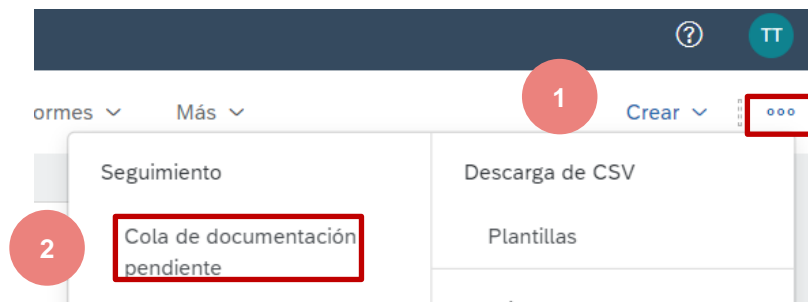 ?
TT
ormes
Más
1
Crear
Seguimiento
Descarga de CSV
2
Cola de documentación
pendiente
Plantillas